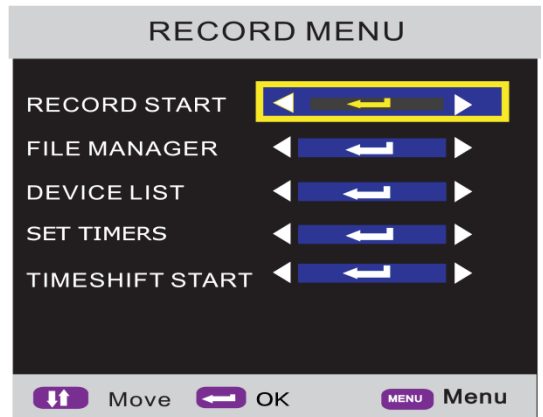 RECORD MENU
RECORD START
FILE MANAGER
DEVICE LIST
SET TIMERS
TIMESHIFT START
Move OK MENU Menu